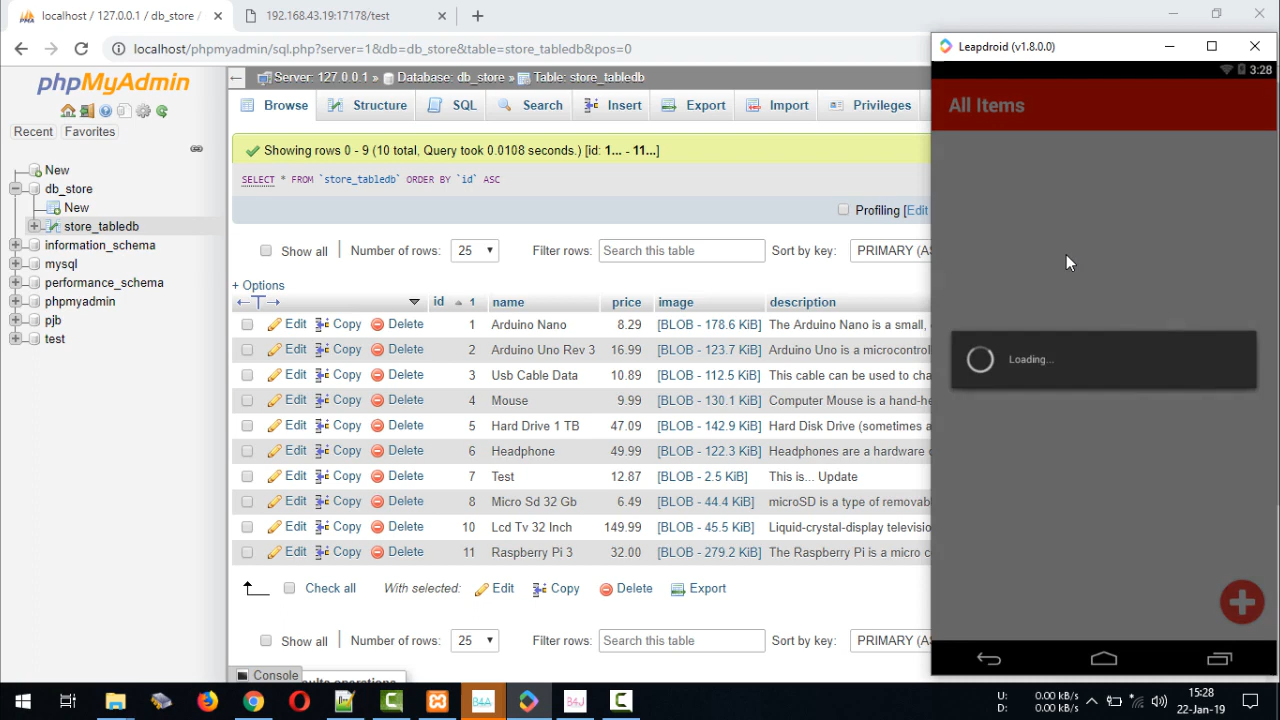 localhost / 127.0.0.1 / db_store /
192.168.43.19:17178/test
localhost/phpmyadmin/sql.php?server=1&db=db_store&table=store_tabledb&pos=0
Leapdroid (v1.8.0.0)
3:28
phpMyAdmin
Server: 127.0.0.1 » Database: db_store » Table: store_tabledb
Browse Structure SQL Search Insert Export Import Privileges
All Items
Recent Favorites
New
db_store
New
store_tabledb
information_schema
mysql
performance_schema
phpmyadmin
pjb
test
Showing rows 0 - 9 (10 total, Query took 0.0108 seconds.) [id: 1... - 11...]
SELECT * FROM `store_tabledb` ORDER BY `id` ASC
Profiling [Edit
Show all Number of rows: 25 Filter rows: Search this table Sort by key: PRIMARY (A
+ Options
←T→ id 1 name price image description
Edit Copy Delete 1 Arduino Nano 8.29 [BLOB - 178.6 KiB] The Arduino Nano is a small,
Edit Copy Delete 2 Arduino Uno Rev 3 16.99 [BLOB - 123.7 KiB] Arduino Uno is a microcontrol
Edit Copy Delete 3 Usb Cable Data 10.89 [BLOB - 112.5 KiB] This cable can be used to cha
Edit Copy Delete 4 Mouse 9.99 [BLOB - 130.1 KiB] Computer Mouse is a hand-he
Edit Copy Delete 5 Hard Drive 1 TB 47.09 [BLOB - 142.9 KiB] Hard Disk Drive (sometimes a
Edit Copy Delete 6 Headphone 49.99 [BLOB - 122.3 KiB] Headphones are a hardware
Edit Copy Delete 7 Test 12.87 [BLOB - 2.5 KiB] This is... Update
Edit Copy Delete 8 Micro Sd 32 Gb 6.49 [BLOB - 44.4 KiB] microSD is a type of removab
Edit Copy Delete 10 Lcd Tv 32 Inch 149.99 [BLOB - 45.5 KiB] Liquid-crystal-display televisio
Edit Copy Delete 11 Raspberry Pi 3 32.00 [BLOB - 279.2 KiB] The Raspberry Pi is a micro c
Loading...
Check all With selected: Edit Copy Delete Export
Show all Number of rows: 25 Filter rows: Search this table Sort by key: PRIMARY (A
Console
sults operations
B4A
B4J
U: 0.00 kB/s
D: 0.00 kB/s
15:28
22-Jan-19